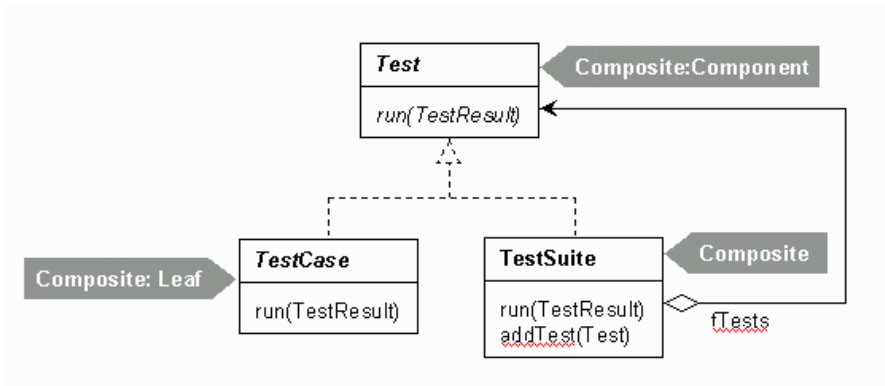 Test
Composite:Component
run(TestResult)
TestCase
TestSuite
Composite
Composite: Leaf
run(TestResult)
run(TestResult)
addTest(Test)
fTests